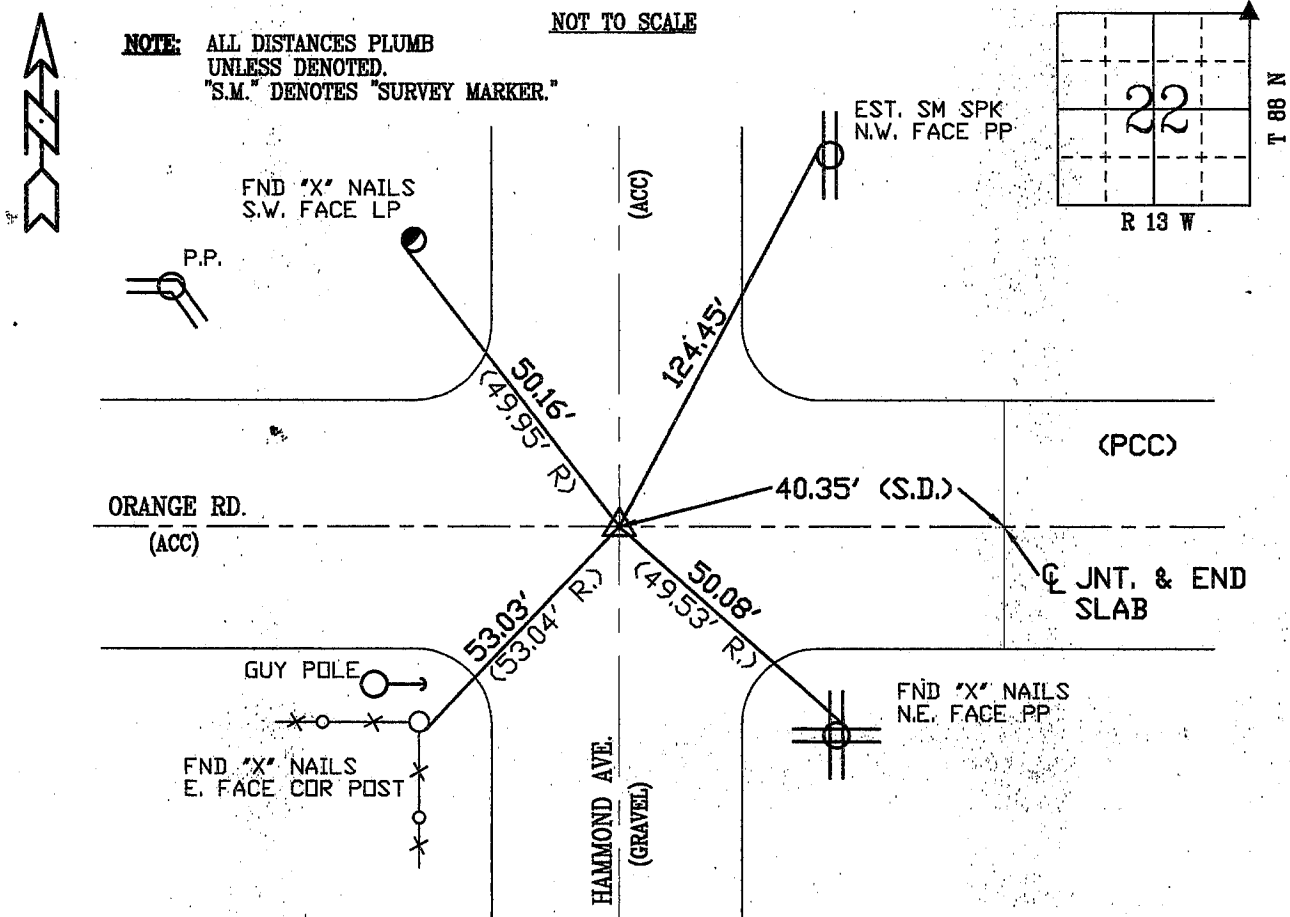 NOT TO SCALE
NOTE: ALL DISTANCES PLUMB
UNLESS DENOTED.
"S.M." DENOTES "SURVEY MARKER."
N
22
T 88 N
R 13 W
EST. SM SPK
N.W. FACE PP
(ACC)
FND "X" NAILS
S.W. FACE LP
P.P.
124.45'
50.16'
(49.95' R)
(PCC)
40.35' (S.D.)
ORANGE RD.
(ACC)
℄ JNT. & END
SLAB
53.03'
(53.04' R.)
50.08'
(49.53' R.)
GUY POLE
FND "X" NAILS
N.E. FACE PP
FND "X" NAILS
E. FACE COR POST
HAMMOND AVE.
(GRAVEL)